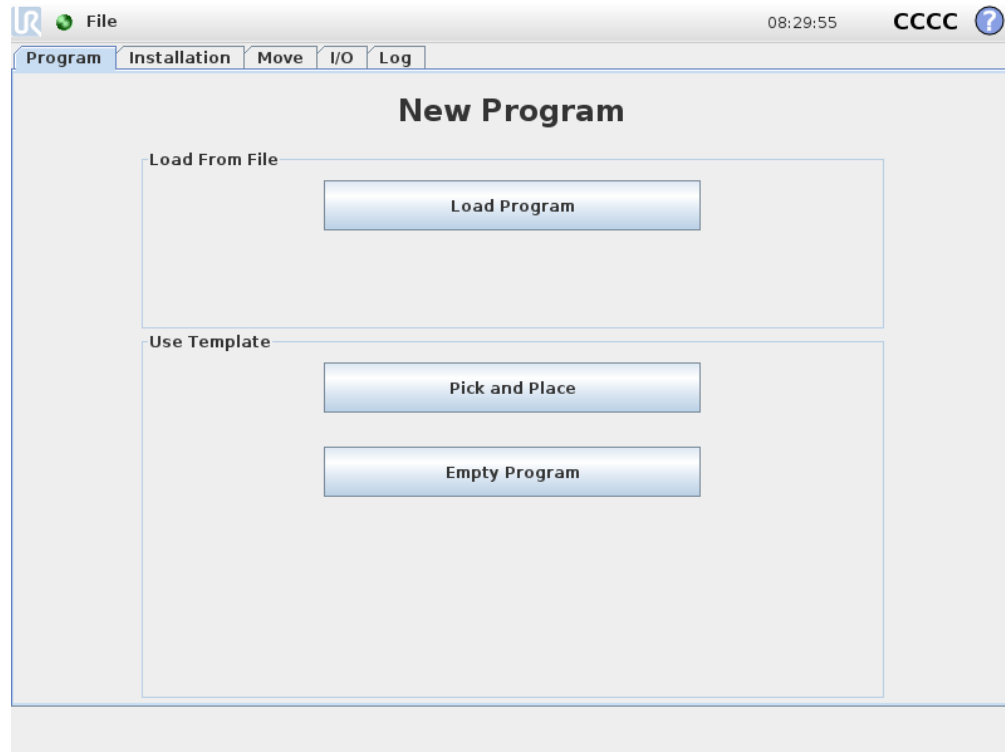 UR File 08:29:55 CCCC ?
Program Installation Move I/O Log
New Program
Load From File
Load Program
Use Template
Pick and Place
Empty Program